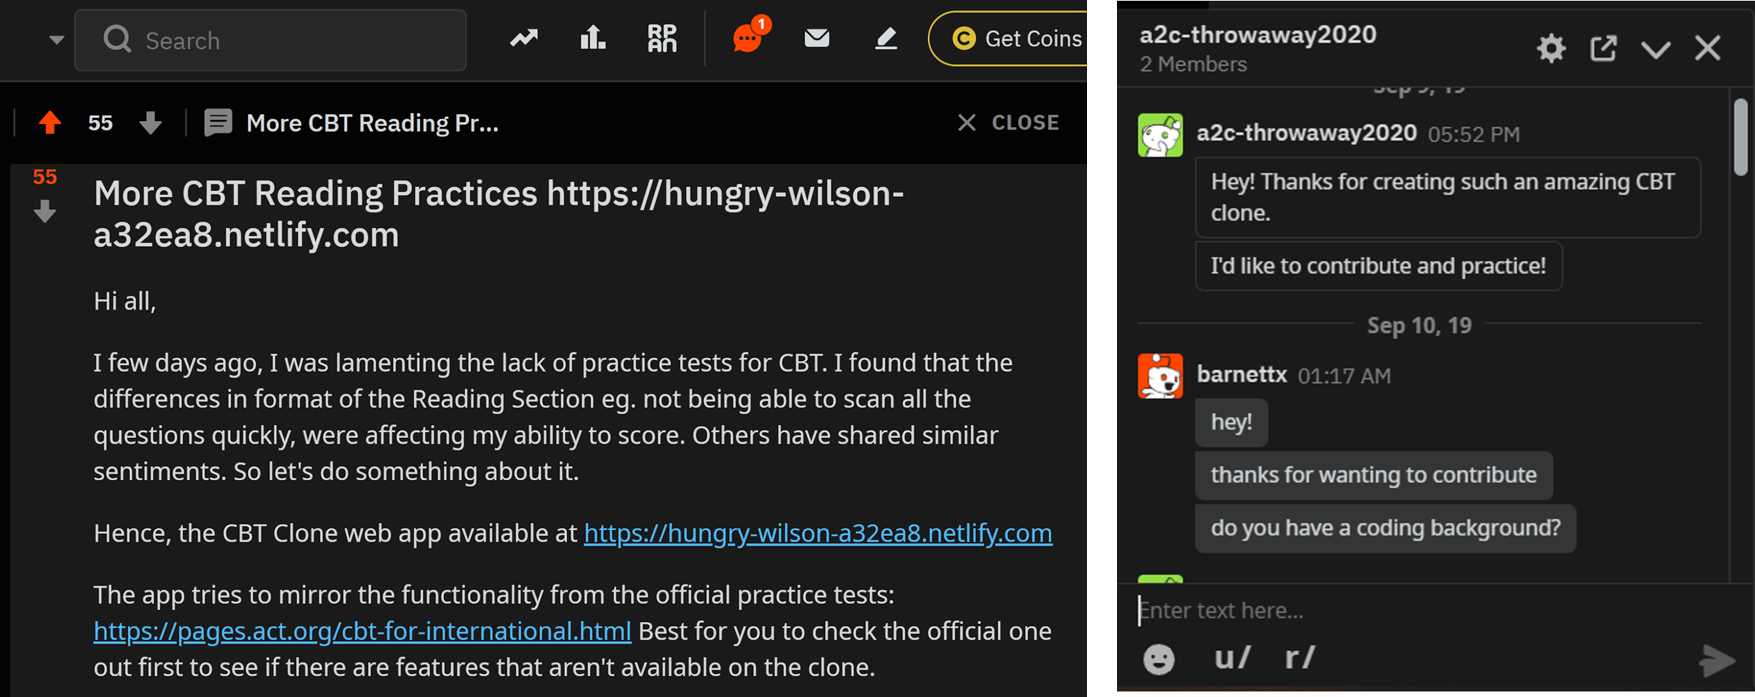 Search
RPAN
1
C Get Coins
55
More CBT Reading Pr...
CLOSE
55
More CBT Reading Practices https://hungry-wilson-
a32ea8.netlify.com
Hi all,
I few days ago, I was lamenting the lack of practice tests for CBT. I found that the
differences in format of the Reading Section eg. not being able to scan all the
questions quickly, were affecting my ability to score. Others have shared similar
sentiments. So let's do something about it.
Hence, the CBT Clone web app available at https://hungry-wilson-a32ea8.netlify.com
The app tries to mirror the functionality from the official practice tests:
https://pages.act.org/cbt-for-international.html Best for you to check the official one
out first to see if there are features that aren't available on the clone.
a2c-throwaway2020
2 Members
Sep 9, 19
a2c-throwaway2020 05:52 PM
Hey! Thanks for creating such an amazing CBT
clone.
I'd like to contribute and practice!
Sep 10, 19
barnettx 01:17 AM
hey!
thanks for wanting to contribute
do you have a coding background?
Enter text here...
u/ r/